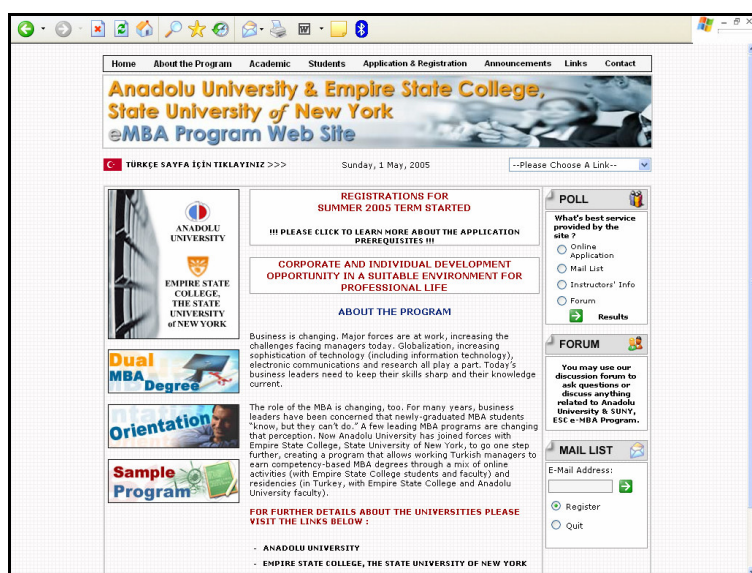 Home About the Program Academic Students Application & Registration Announcements Links Contact
Anadolu University & Empire State College,
State University of New York
eMBA Program Web Site
TÜRKÇE SAYFA İÇİN TIKLAYINIZ >>>
Sunday, 1 May, 2005
--Please Choose A Link--
ANADOLU
UNIVERSITY
EMPIRE STATE
COLLEGE,
THE STATE
UNIVERSITY
of NEW YORK
Dual
MBA
Degree
Orientation
Sample
Program
REGISTRATIONS FOR
SUMMER 2005 TERM STARTED
!!! PLEASE CLICK TO LEARN MORE ABOUT THE APPLICATION
PREREQUISITES !!!
CORPORATE AND INDIVIDUAL DEVELOPMENT
OPPORTUNITY IN A SUITABLE ENVIRONMENT FOR
PROFESSIONAL LIFE
ABOUT THE PROGRAM
Business is changing. Major forces are at work, increasing the
challenges facing managers today. Globalization, increasing
sophistication of technology (including information technology),
electronic communications and research all play a part. Today's
business leaders need to keep their skills sharp and their knowledge
current.
The role of the MBA is changing, too. For many years, business
leaders have been concerned that newly-graduated MBA students
"know, but they can't do." A few leading MBA programs are changing
that perception. Now Anadolu University has joined forces with
Empire State College, State University of New York, to go one step
further, creating a program that allows working Turkish managers to
earn competency-based MBA degrees through a mix of online
activities (with Empire State College students and faculty) and
residencies (in Turkey, with Empire State College and Anadolu
University faculty).
FOR FURTHER DETAILS ABOUT THE UNIVERSITIES PLEASE
VISIT THE LINKS BELOW :
- ANADOLU UNIVERSITY
- EMPIRE STATE COLLEGE, THE STATE UNIVERSITY OF NEW YORK
POLL
What's best service
provided by the
site ?
Online
Application
Mail List
Instructors' Info
Forum
Results
FORUM
You may use our
discussion forum to
ask questions or
discuss anything
related to Anadolu
University & SUNY,
ESC e-MBA Program.
MAIL LIST
E-Mail Address:
Register
Quit